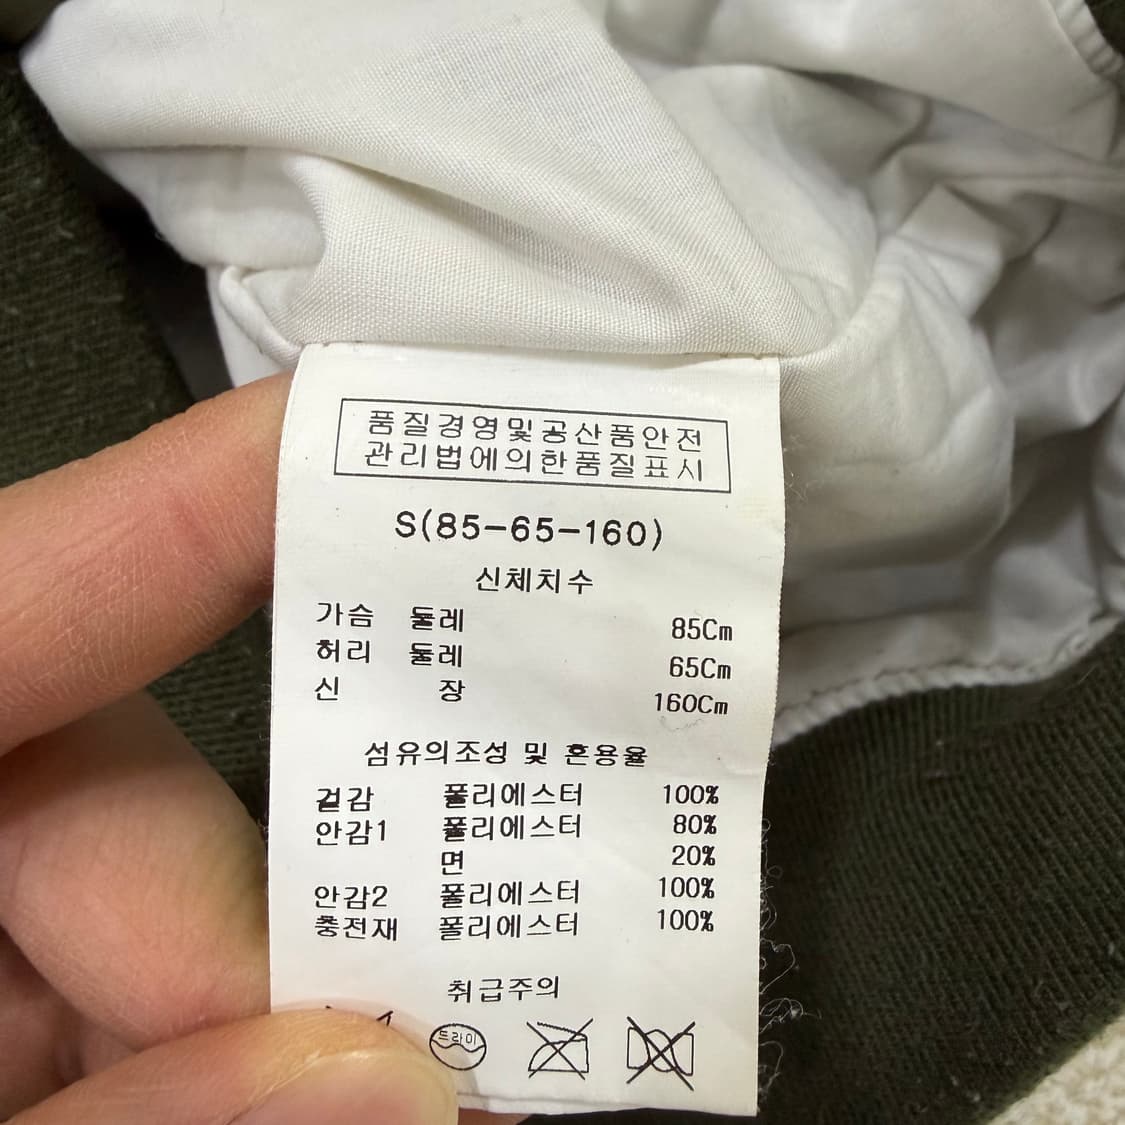 품질경영및공산품안전
관리법에의한품질표시
S(85-65-160)
신체치수
가슴 둘레 85Cm
허리 둘레 65Cm
신 장 160Cm
섬유의조성 및 혼용율
겉감 폴리에스터 100%
안감1 폴리에스터 80%
면 20%
안감2 폴리에스터 100%
충전재 폴리에스터 100%
취급주의
드라이